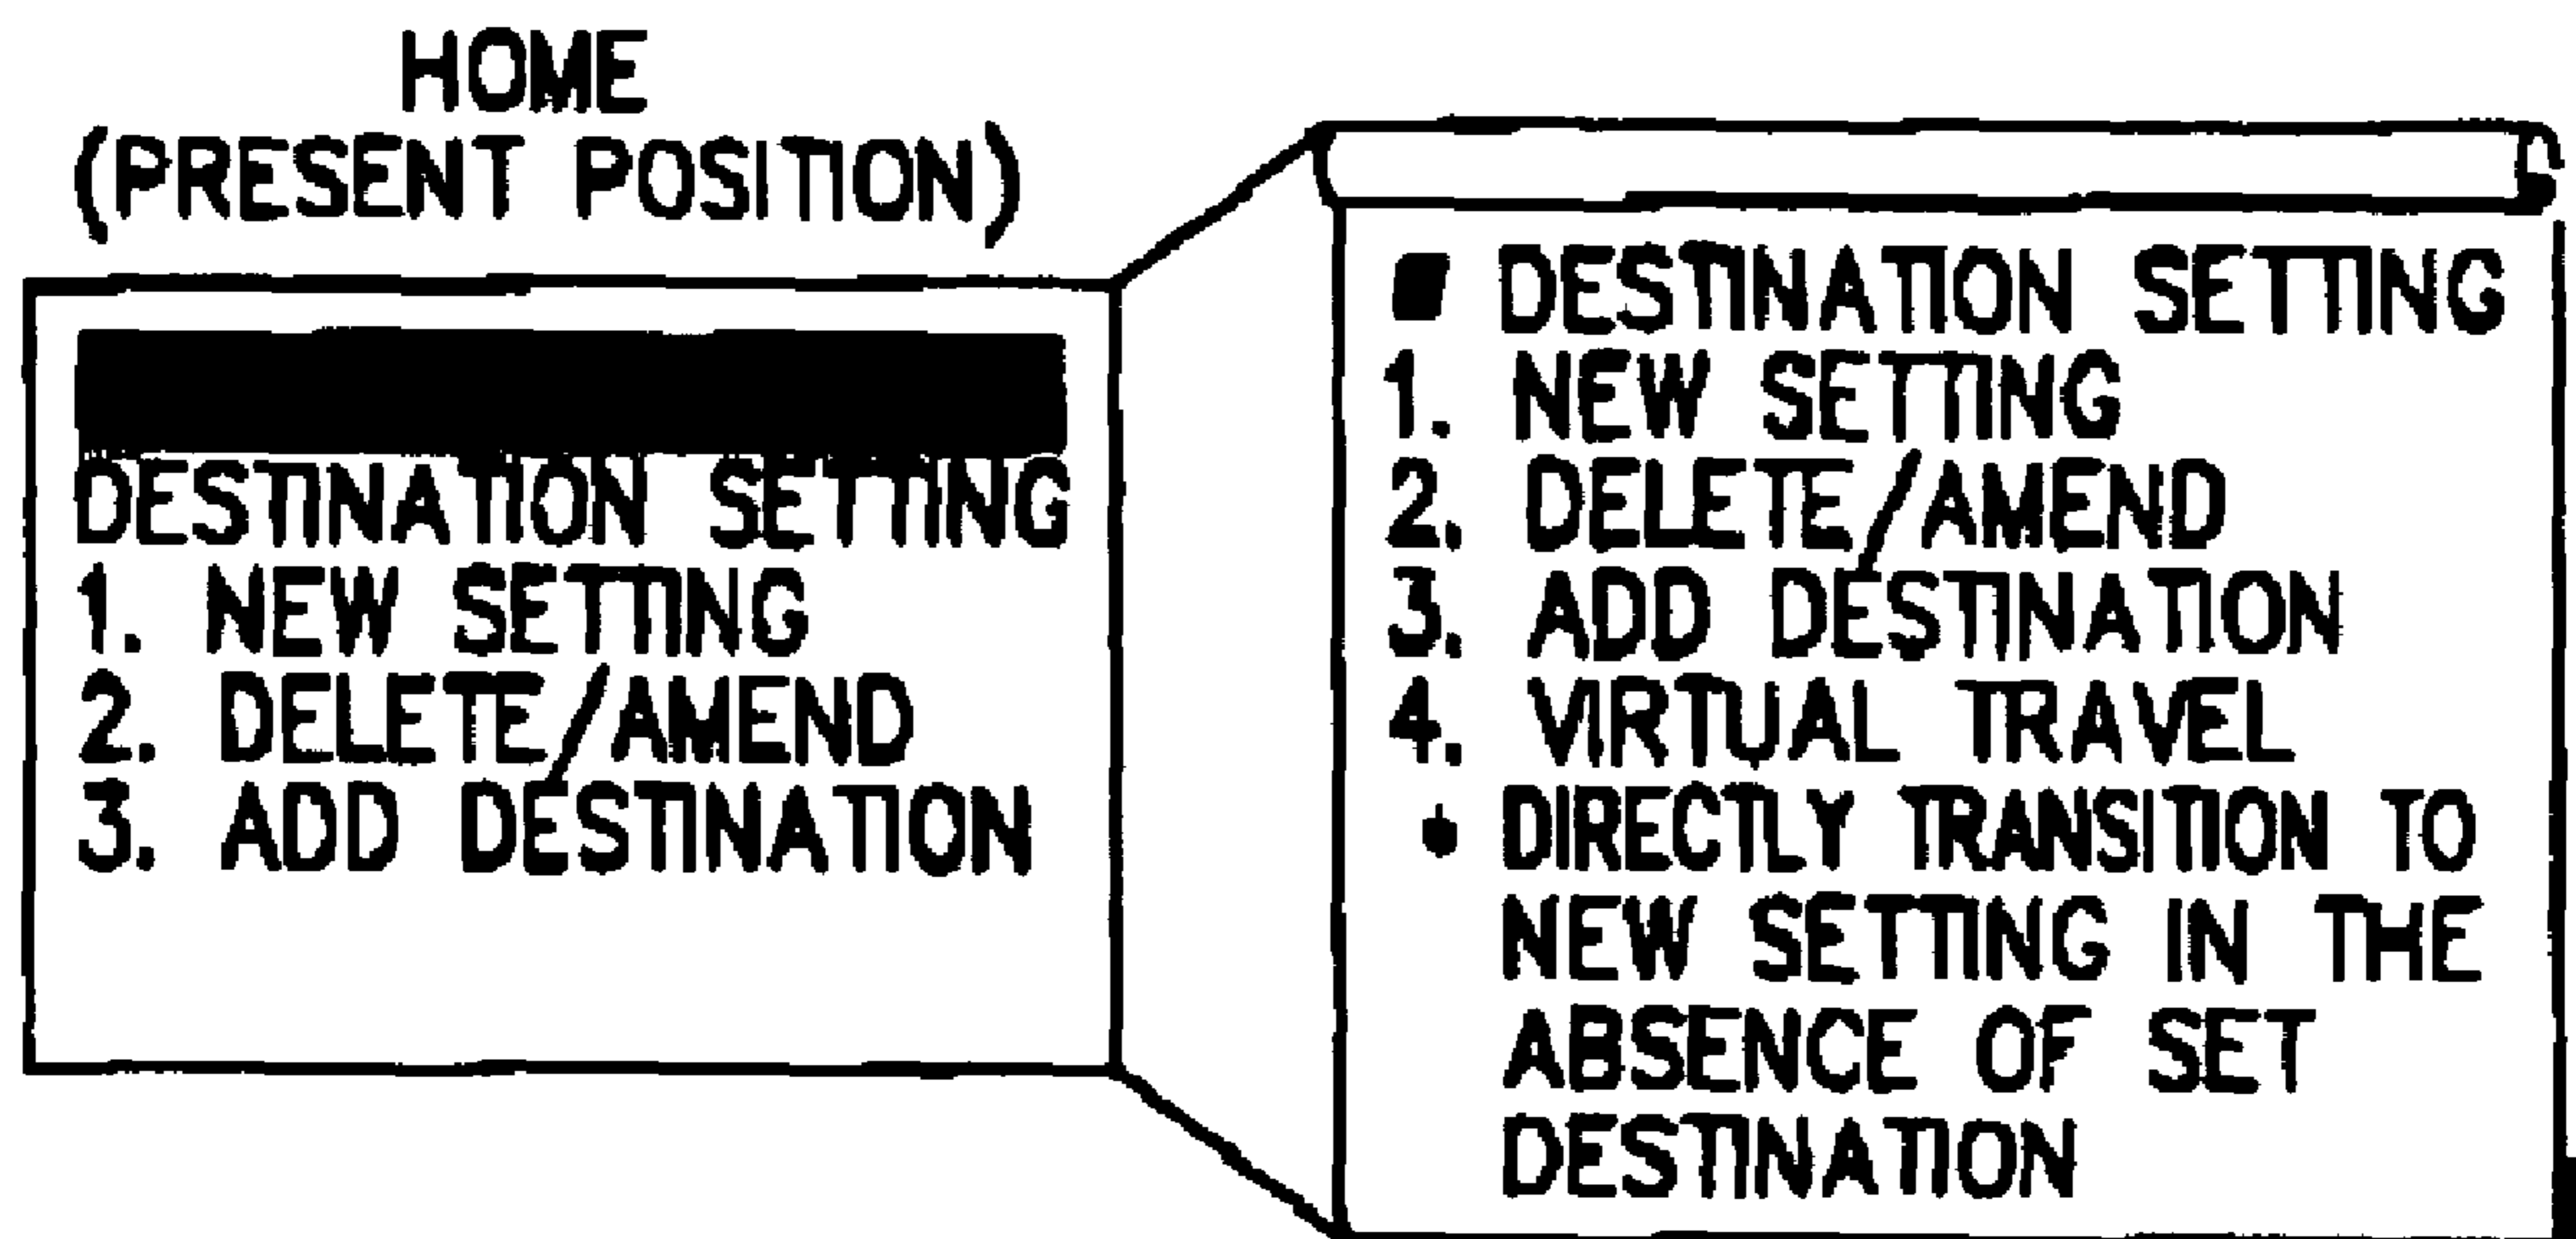 HOME
(PRESENT POSITION)
DESTINATION SETTING
1. NEW SETTING
2. DELETE/AMEND
3. ADD DESTINATION
■ DESTINATION SETTING
1. NEW SETTING
2. DELETE/AMEND
3. ADD DESTINATION
4. VIRTUAL TRAVEL
• DIRECTLY TRANSITION TO
NEW SETTING IN THE
ABSENCE OF SET
DESTINATION